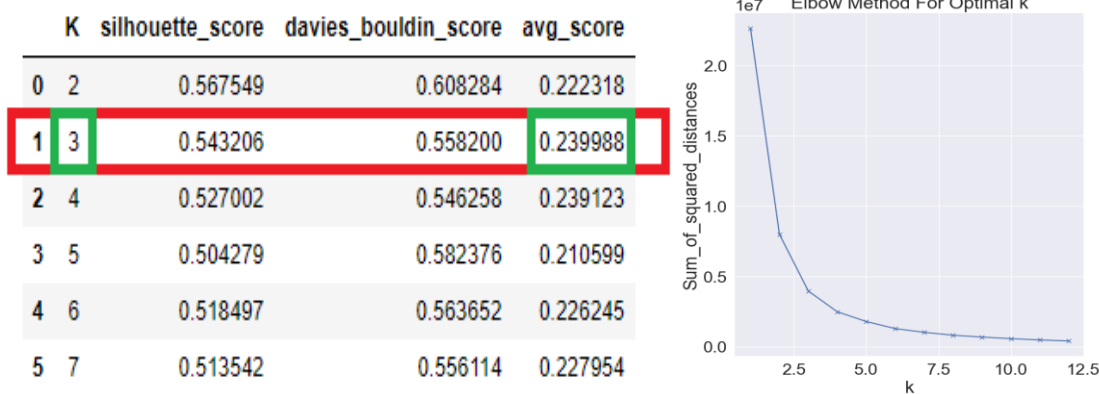 K silhouette_score davies_bouldin_score avg_score
0 2 0.567549 0.608284 0.222318
1 3 0.543206 0.558200 0.239988
2 4 0.527002 0.546258 0.239123
3 5 0.504279 0.582376 0.210599
4 6 0.518497 0.563652 0.226245
5 7 0.513542 0.556114 0.227954
1e7
Elbow Method For Optimal k
Sum_of_squared_distances
2.0
1.5
1.0
0.5
0.0
2.5 5.0 7.5 10.0 12.5
k